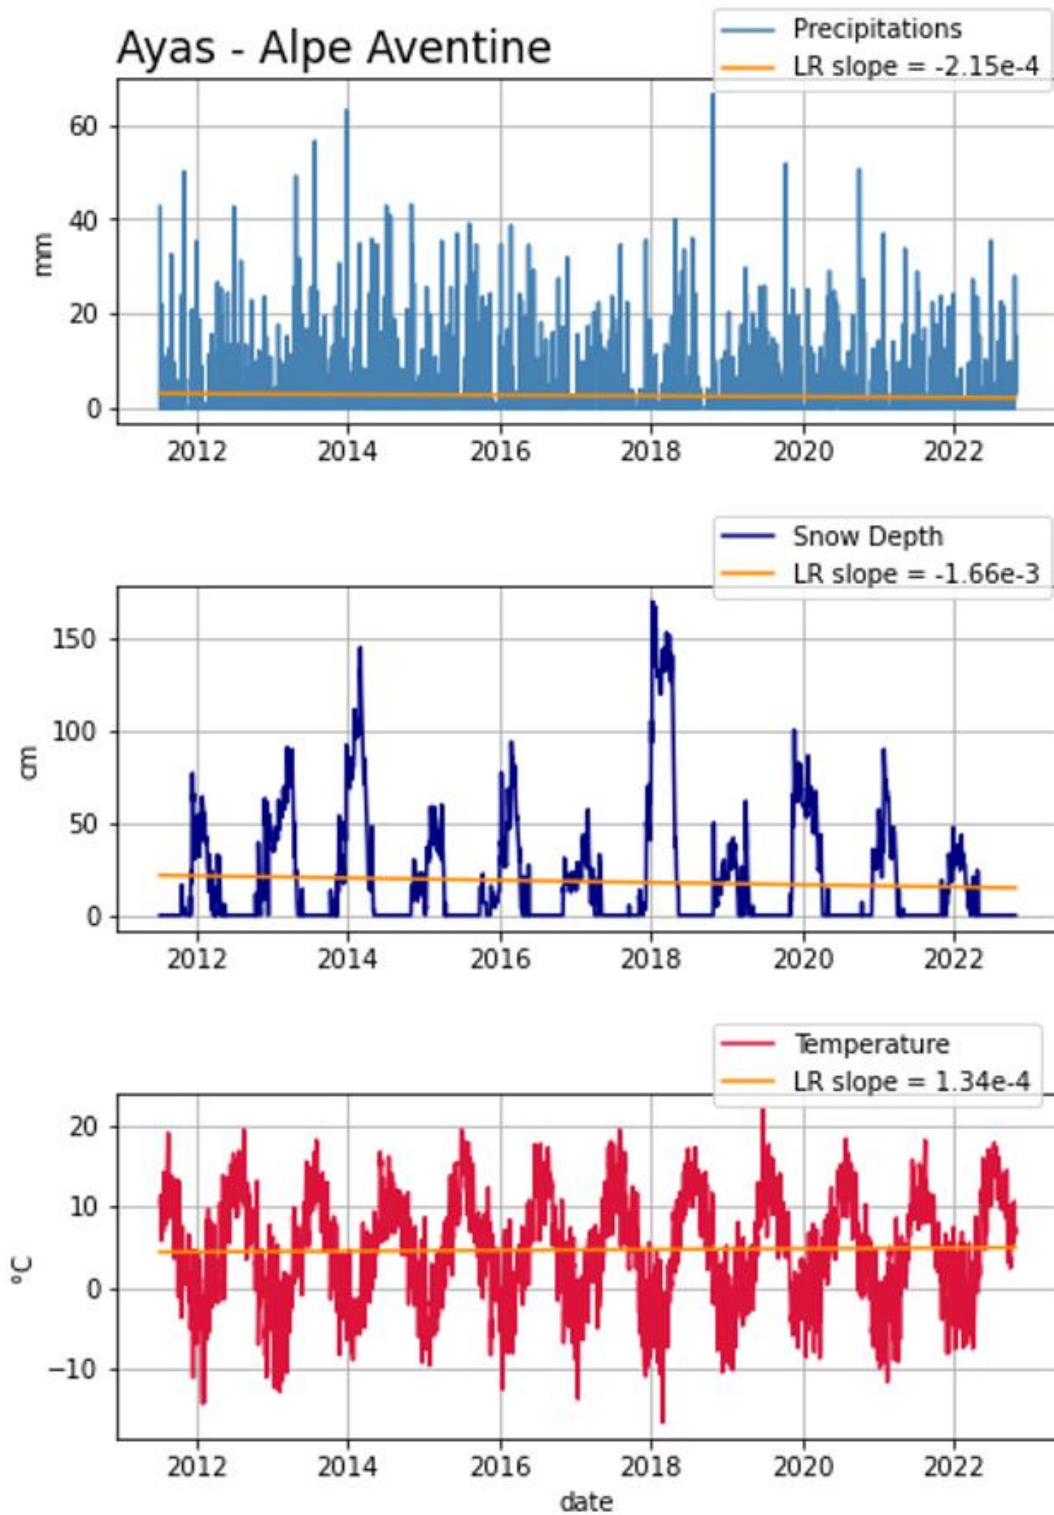 Ayas - Alpe Aventine
Precipitations
LR slope = -2.15e-4
60
40
20
0
mm
2012 2014 2016 2018 2020 2022
Snow Depth
LR slope = -1.66e-3
150
100
50
0
cm
2012 2014 2016 2018 2020 2022
Temperature
LR slope = 1.34e-4
20
10
0
−10
°C
2012 2014 2016 2018 2020 2022
date